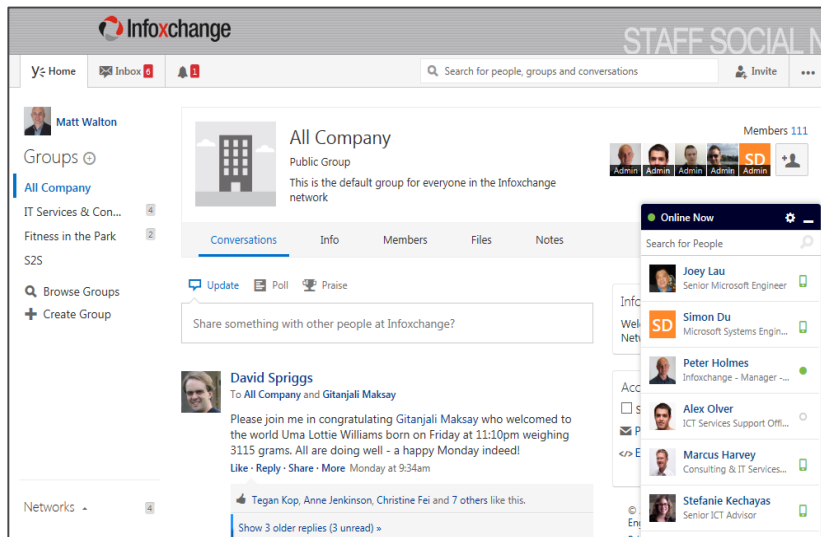 Infoxchange
STAFF SOCIAL N
Home
Inbox 6
1
Search for people, groups and conversations
Invite
Matt Walton
Groups
All Company
IT Services & Con... 4
Fitness in the Park 2
S2S
Browse Groups
Create Group
Networks 4
All Company
Public Group
This is the default group for everyone in the Infoxchange
network
Members 111
Admin Admin Admin Admin SD Admin
Conversations Info Members Files Notes
Update Poll Praise
Share something with other people at Infoxchange?
David Spriggs
To All Company and Gitanjali Maksay
Please join me in congratulating Gitanjali Maksay who welcomed to
the world Uma Lottie Williams born on Friday at 11:10pm weighing
3115 grams. All are doing well - a happy Monday indeed!
Like · Reply · Share · More Monday at 9:34am
Tegan Kop, Anne Jenkinson, Christine Fei and 7 others like this.
Show 3 older replies (3 unread) »
Info
Welc
Netv
Acc
S
P
</> E
©
Eng
Online Now
Search for People
Joey Lau
Senior Microsoft Engineer
SD
Simon Du
Microsoft Systems Engin...
Peter Holmes
Infoxchange - Manager -...
Alex Olver
ICT Services Support Offi...
Marcus Harvey
Consulting & IT Services...
Stefanie Kechayas
Senior ICT Advisor